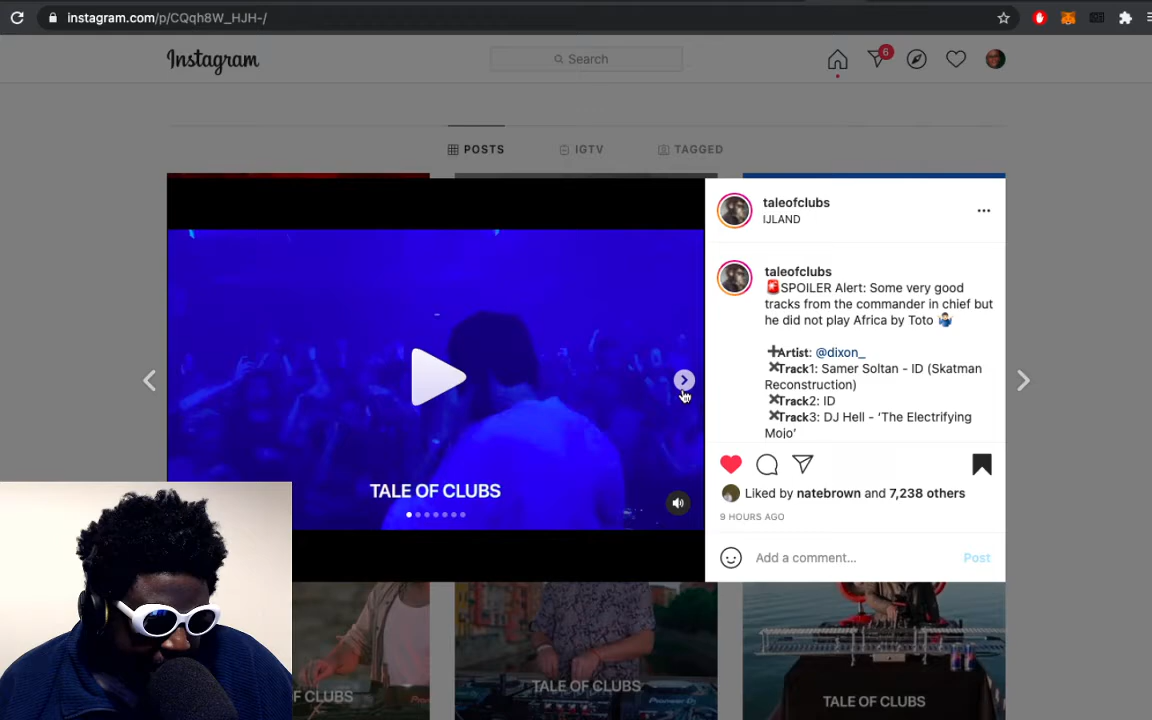 instagram.com/p/CQqh8W_HJH-/
Instagram
Search
6
POSTS
IGTV
TAGGED
taleofclubs
IJLAND
taleofclubs
🚨SPOILER Alert: Some very good
tracks from the commander in chief but
he did not play Africa by Toto 🤷🏻‍♂️
➕Artist: @dixon_
✖️Track1: Samer Soltan - ID (Skatman
Reconstruction)
✖️Track2: ID
✖️Track3: DJ Hell - ‘The Electrifying
Mojo’
TALE OF CLUBS
Liked by natebrown and 7,238 others
9 HOURS AGO
Add a comment…
Post
OF CLUBS
TALE OF CLUBS
TALE OF CLUBS